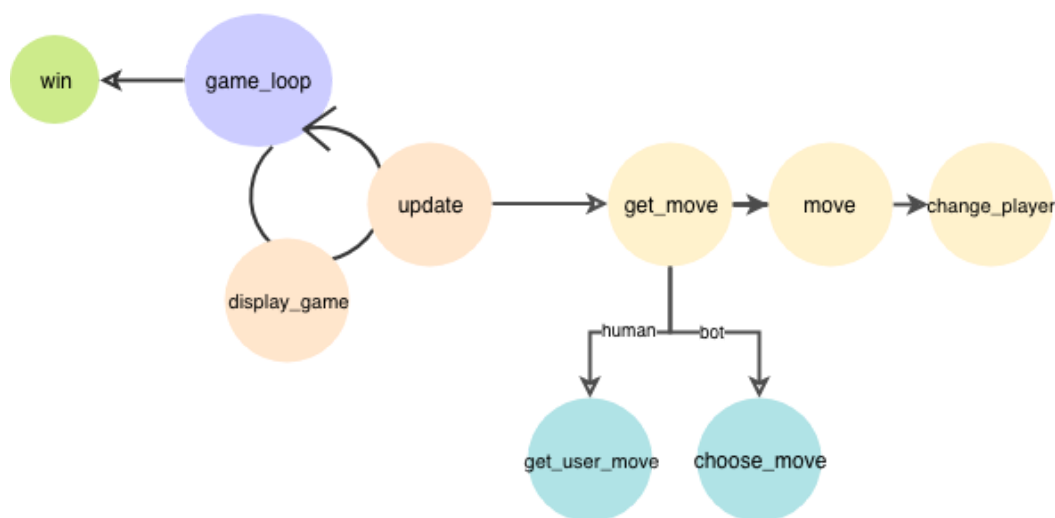 win
game_loop
update
get_move
move
change_player
display_game
human
bot
get_user_move
choose_move